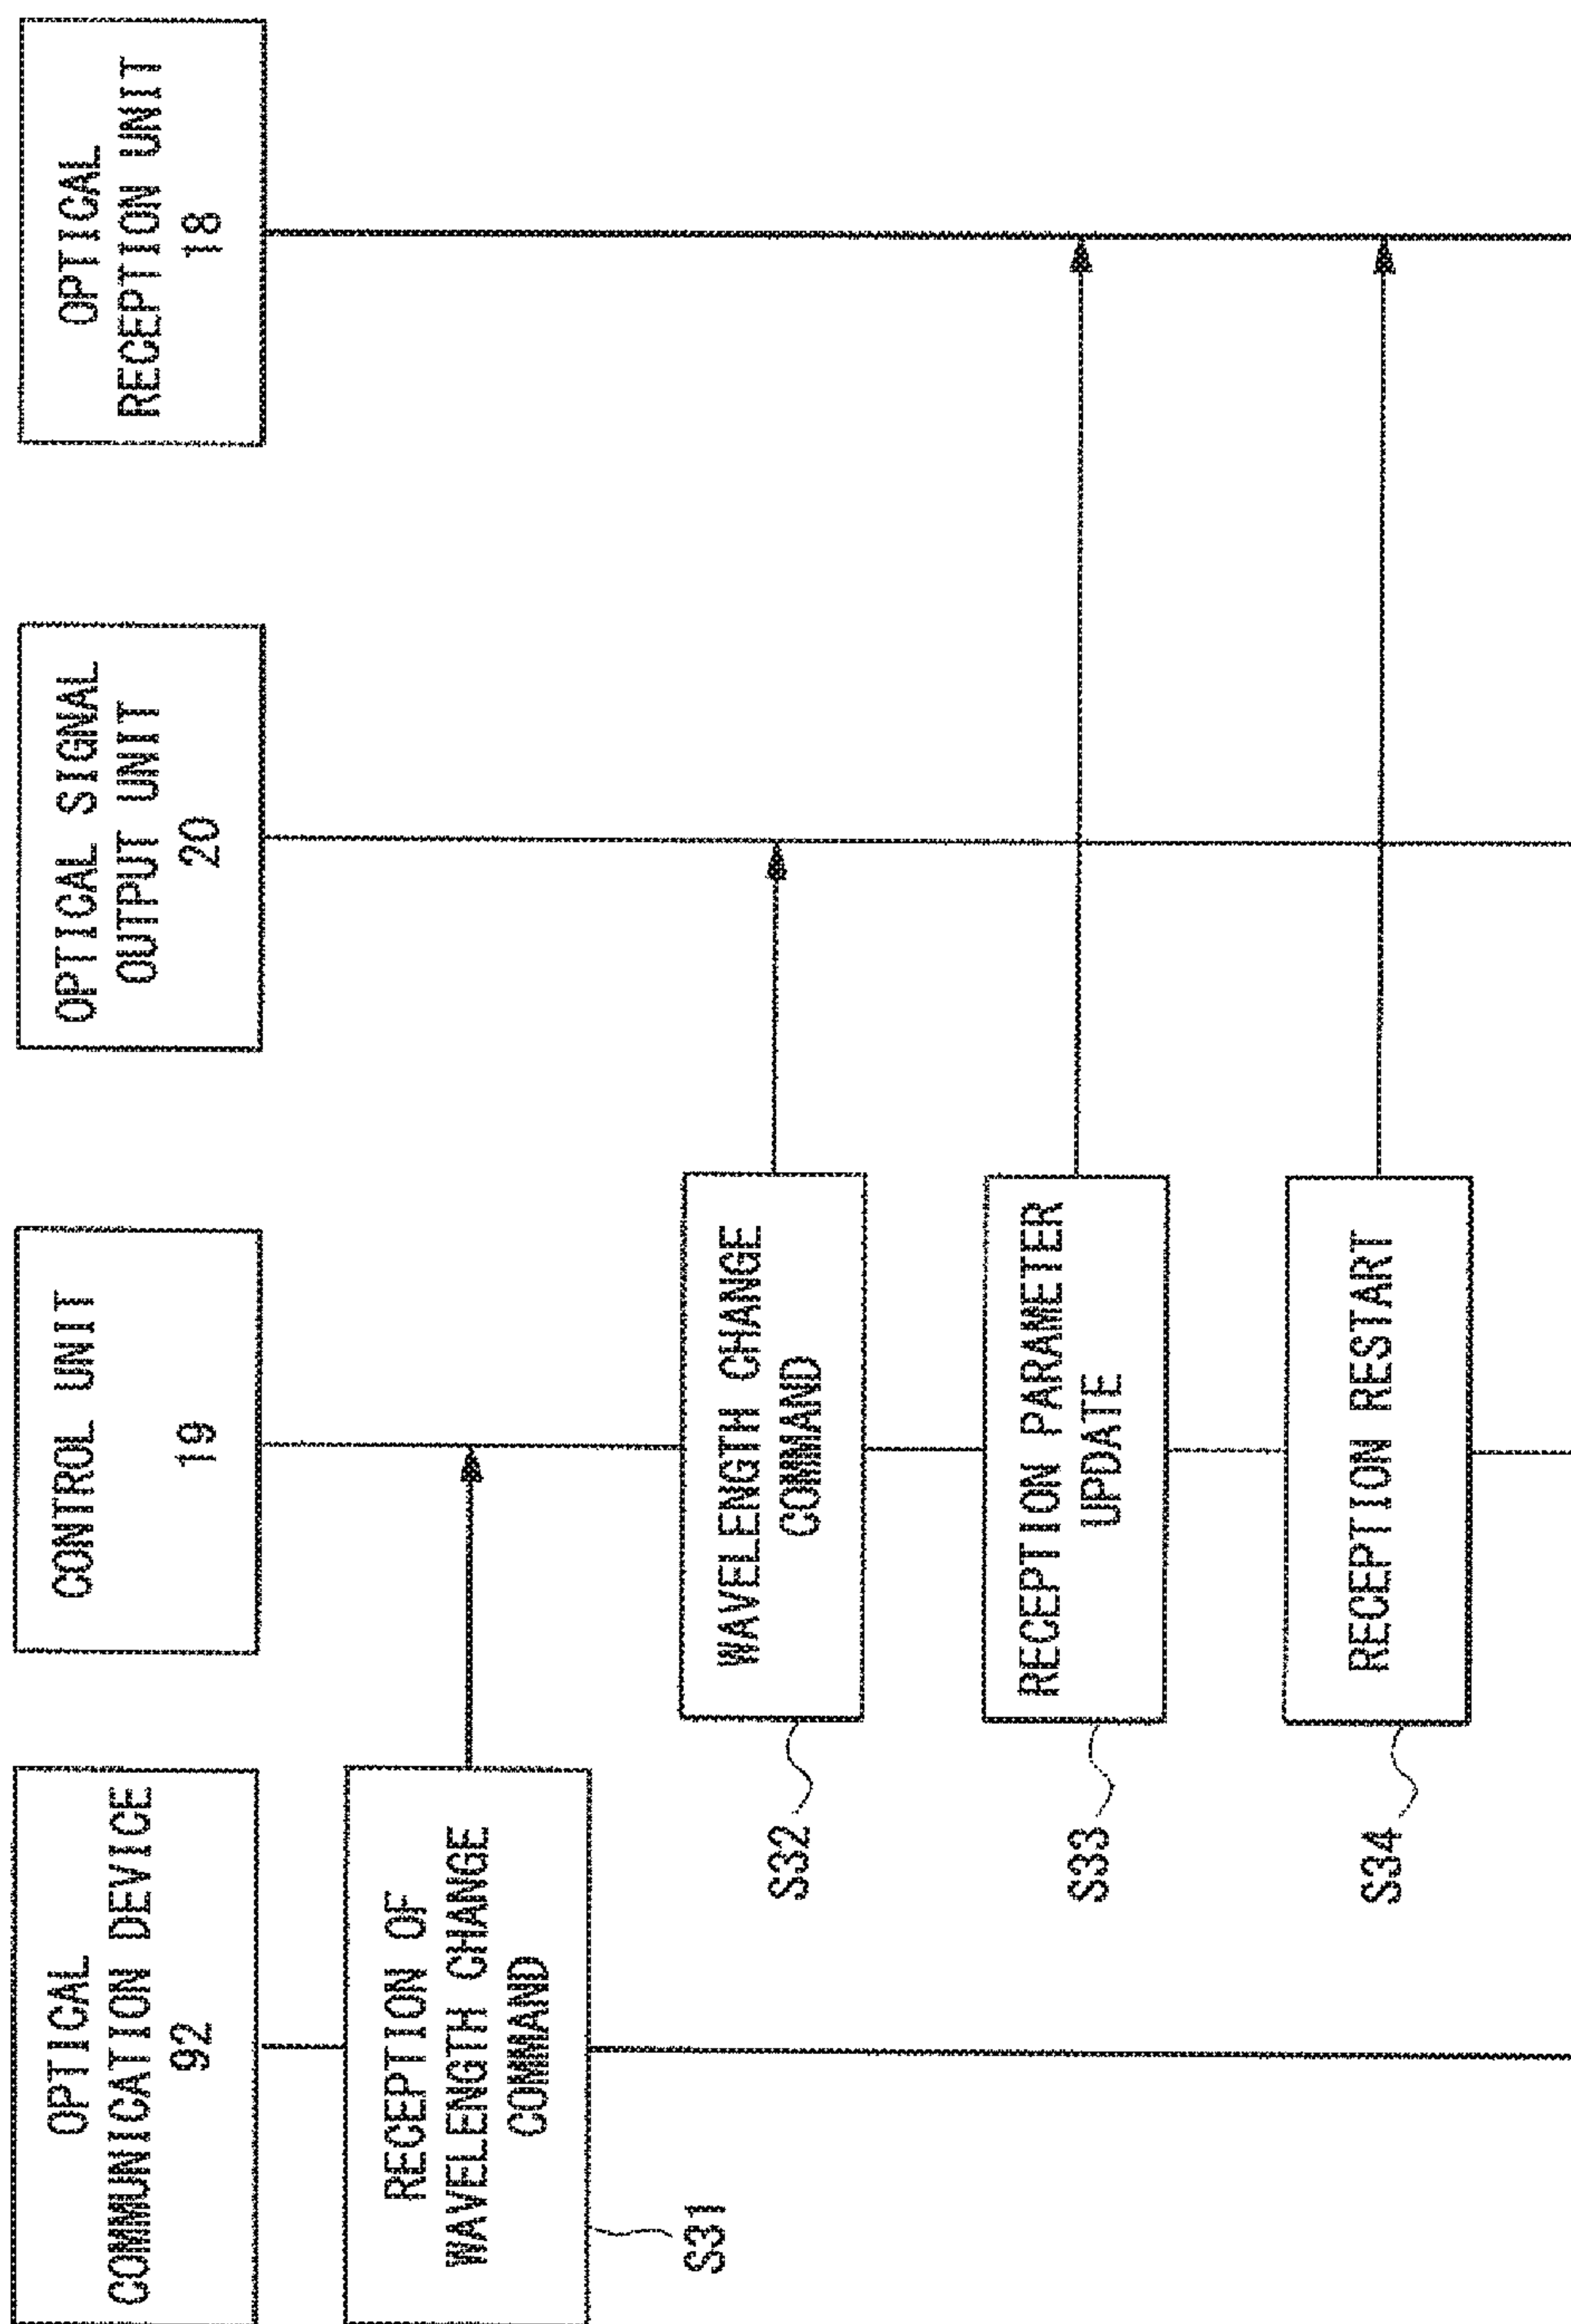 OPTICAL
COMMUNICATION DEVICE
92
CONTROL UNIT
19
OPTICAL SIGNAL
OUTPUT UNIT
20
OPTICAL
RECEPTION UNIT
18
RECEPTION OF
WAVELENGTH CHANGE
COMMAND
S31
WAVELENGTH CHANGE
COMMAND
S32
RECEPTION PARAMETER
UPDATE
S33
RECEPTION RESTART
S34